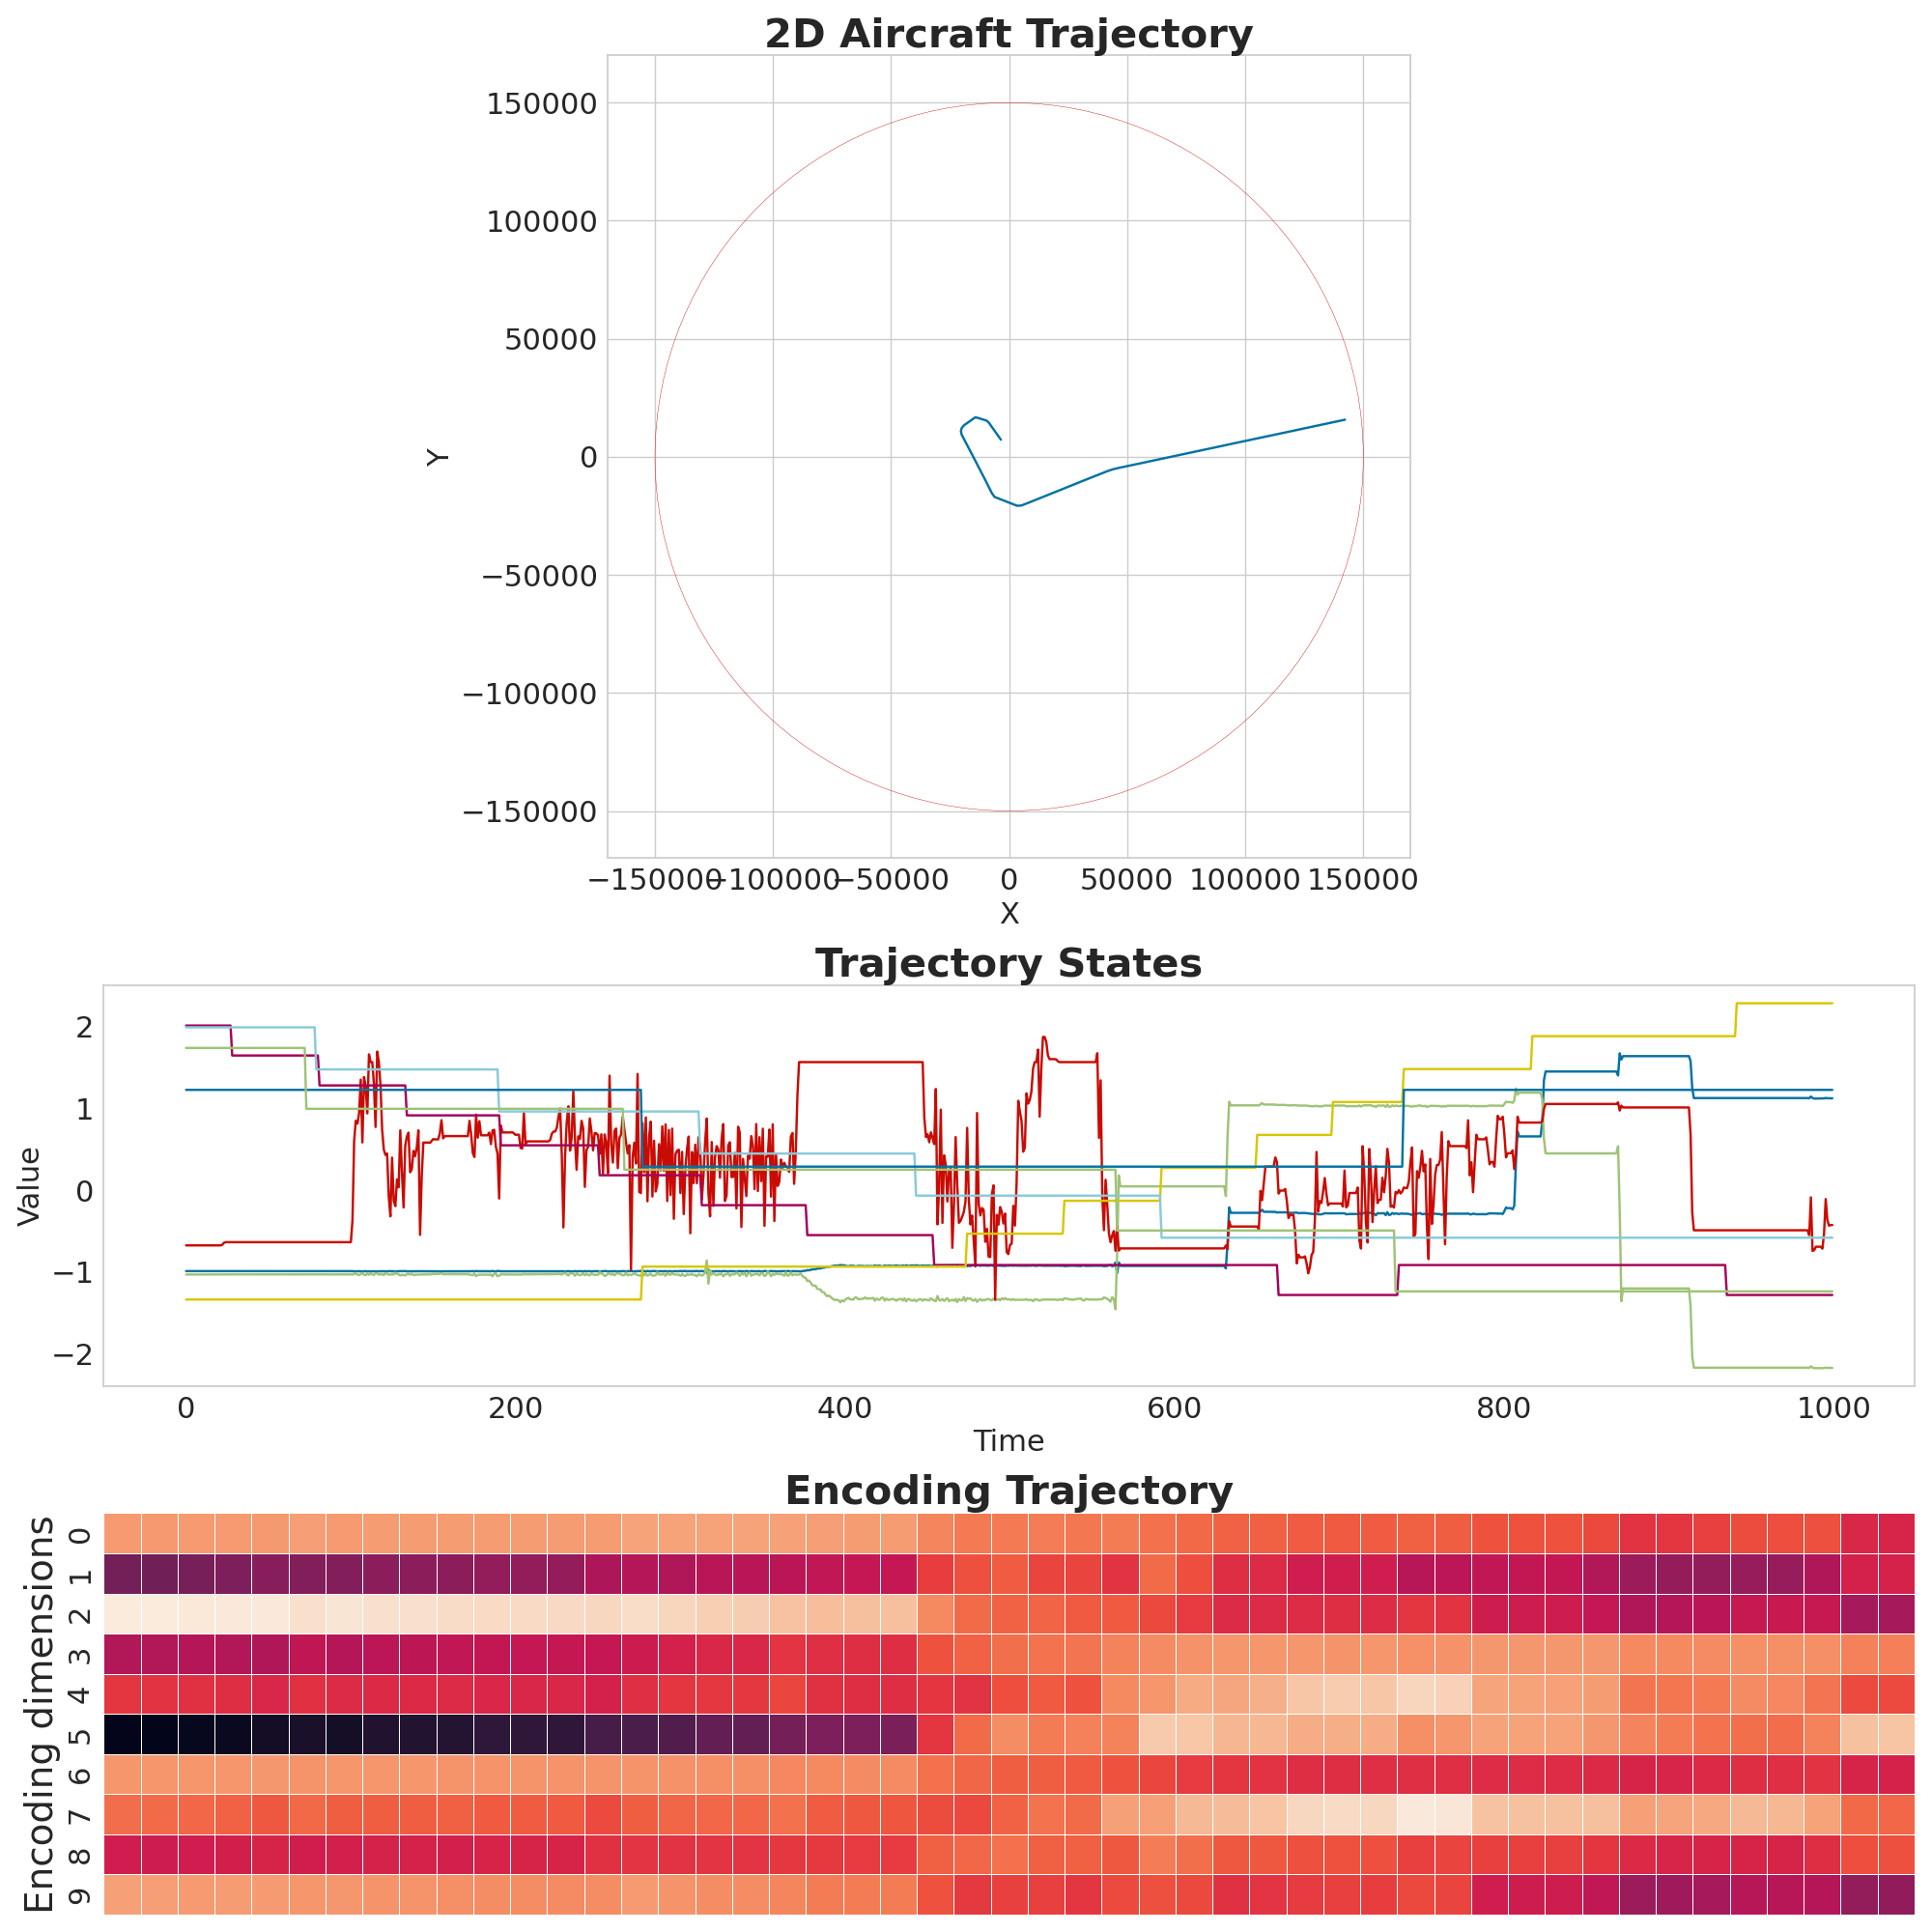 2D Aircraft Trajectory
150000
100000
50000
0
−50000
−100000
−150000
Y
−150000 −100000 −50000 0 50000 100000 150000
X
Trajectory States
2
1
0
−1
−2
Value
0 200 400 600 800 1000
Time
Encoding Trajectory
Encoding dimensions
0
1
2
3
4
5
6
7
8
9